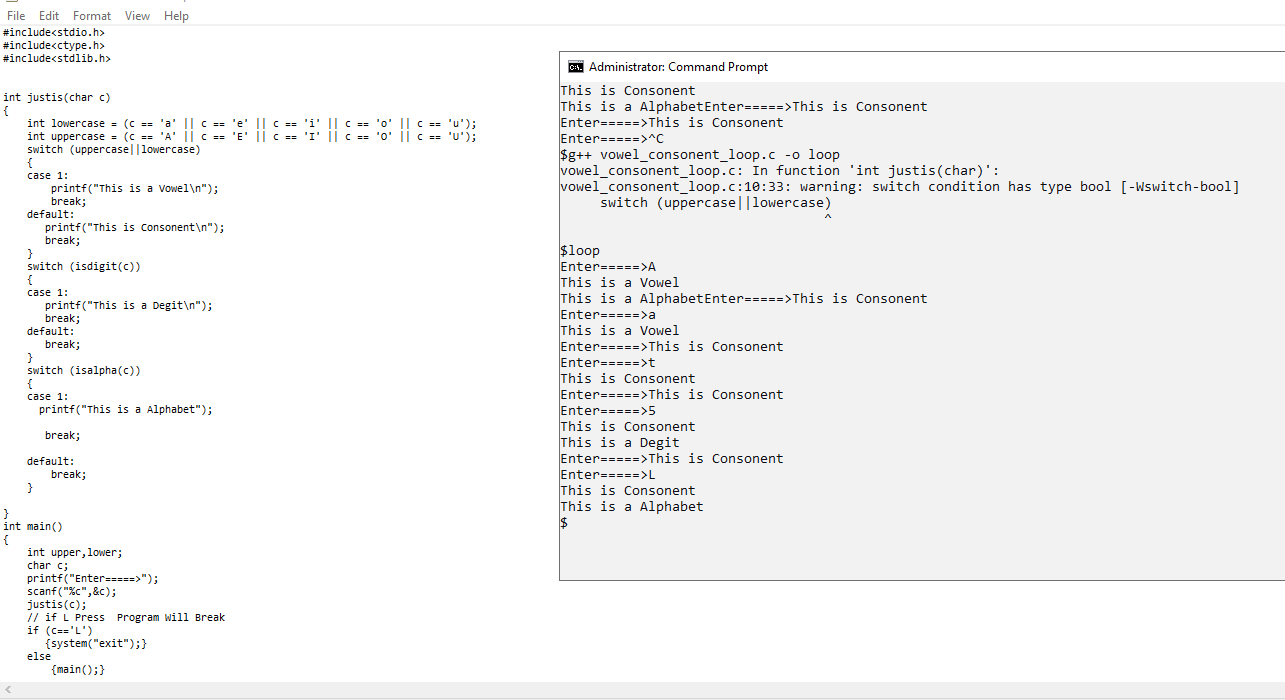 File Edit Format View Help
#include<stdio.h>
#include<ctype.h>
#include<stdlib.h>
int justis(char c)
{
int lowercase = (c == 'a' || c == 'e' || c == 'i' || c == 'o' || c == 'u');
int uppercase = (c == 'A' || c == 'E' || c == 'I' || c == 'O' || c == 'U');
switch (uppercase||lowercase)
{
case 1:
printf("This is a Vowel\n");
break;
default:
printf("This is Consonent\n");
break;
}
switch (isdigit(c))
{
case 1:
printf("This is a Degit\n");
break;
default:
break;
}
switch (isalpha(c))
{
case 1:
printf("This is a Alphabet");
break;
default:
break;
}
}
int main()
{
int upper,lower;
char c;
printf("Enter=====>");
scanf("%c",&c);
justis(c);
// if L Press  Program Will Break
if (c=='L')
{system("exit");}
else
{main();}
Administrator: Command Prompt
This is Consonent
This is a AlphabetEnter=====>This is Consonent
Enter=====>This is Consonent
Enter=====>^C
$g++ vowel_consonent_loop.c -o loop
vowel_consonent_loop.c: In function 'int justis(char)':
vowel_consonent_loop.c:10:33: warning: switch condition has type bool [-Wswitch-bool]
switch (uppercase||lowercase)
^
$loop
Enter=====>A
This is a Vowel
This is a AlphabetEnter=====>This is Consonent
Enter=====>a
This is a Vowel
Enter=====>This is Consonent
Enter=====>t
This is Consonent
Enter=====>This is Consonent
Enter=====>5
This is Consonent
This is a Degit
Enter=====>This is Consonent
Enter=====>L
This is Consonent
This is a Alphabet
$